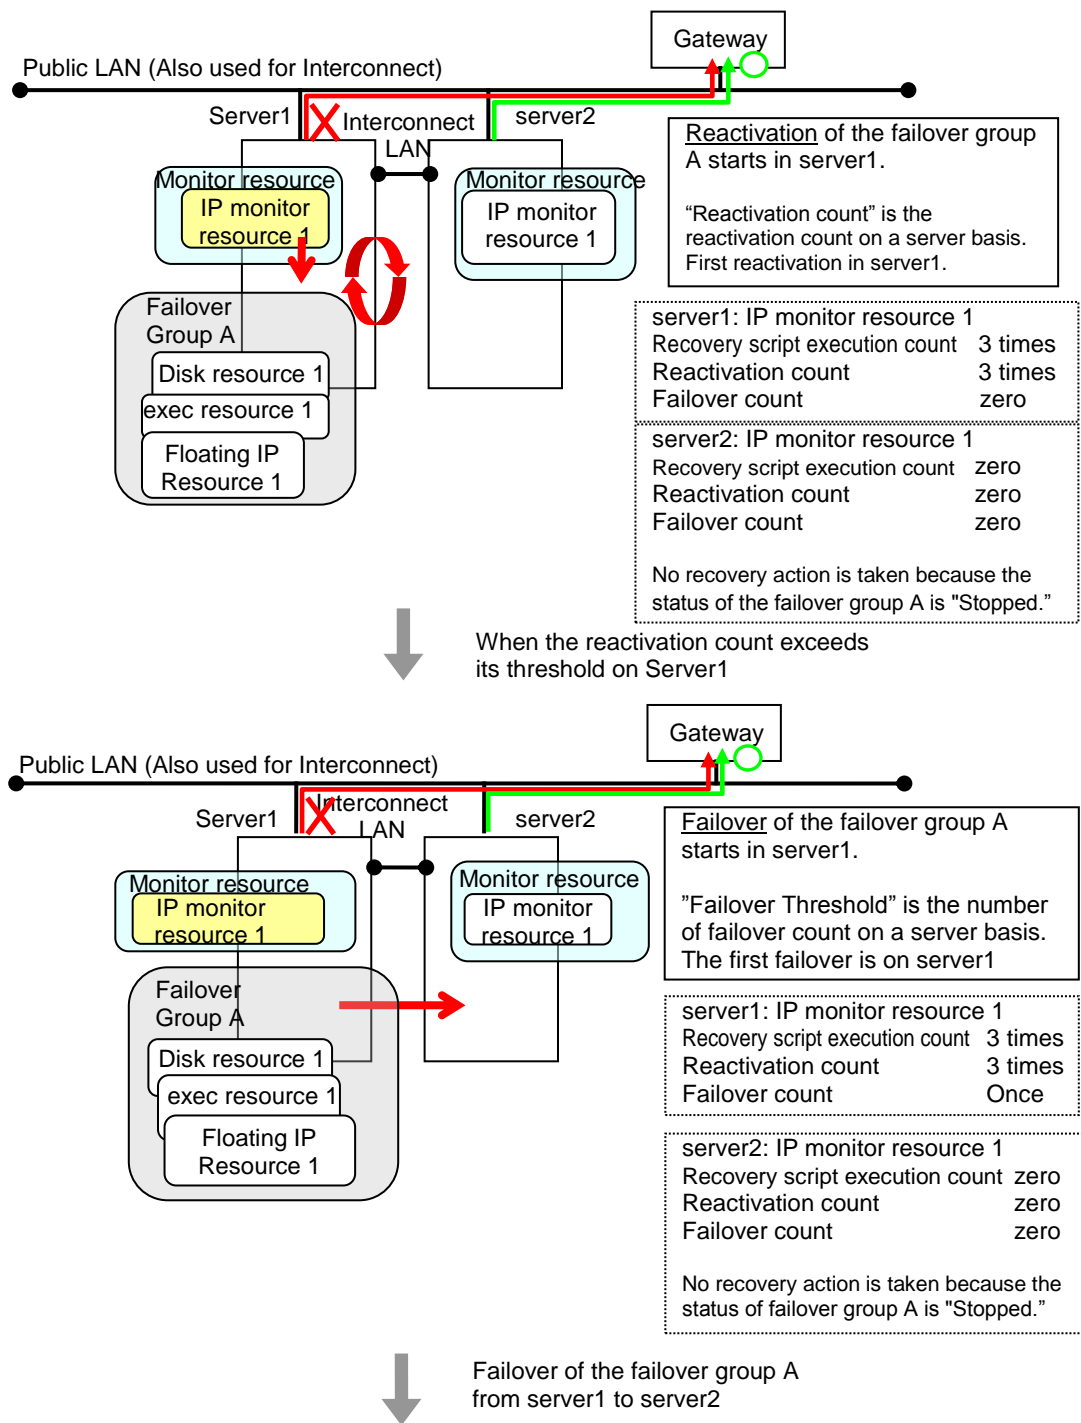 Gateway
Public LAN (Also used for Interconnect)
Server1
Interconnect
LAN
server2
Monitor resource
IP monitor
resource 1
Monitor resource
IP monitor
resource 1
Failover
Group A
Disk resource 1
exec resource 1
Floating IP
Resource 1
Reactivation of the failover group
A starts in server1.
“Reactivation count” is the
reactivation count on a server basis.
First reactivation in server1.
server1: IP monitor resource 1
Recovery script execution count 3 times
Reactivation count 3 times
Failover count zero
server2: IP monitor resource 1
Recovery script execution count zero
Reactivation count zero
Failover count zero
No recovery action is taken because the
status of the failover group A is "Stopped.”
When the reactivation count exceeds
its threshold on Server1
Gateway
Public LAN (Also used for Interconnect)
Server1
Interconnect
LAN
server2
Monitor resource
IP monitor
resource 1
Monitor resource
IP monitor
resource 1
Failover
Group A
Disk resource 1
exec resource 1
Floating IP
Resource 1
Failover of the failover group A
starts in server1.
”Failover Threshold” is the number
of failover count on a server basis.
The first failover is on server1
server1: IP monitor resource 1
Recovery script execution count 3 times
Reactivation count 3 times
Failover count Once
server2: IP monitor resource 1
Recovery script execution count zero
Reactivation count zero
Failover count zero
No recovery action is taken because the
status of failover group A is "Stopped.”
Failover of the failover group A
from server1 to server2